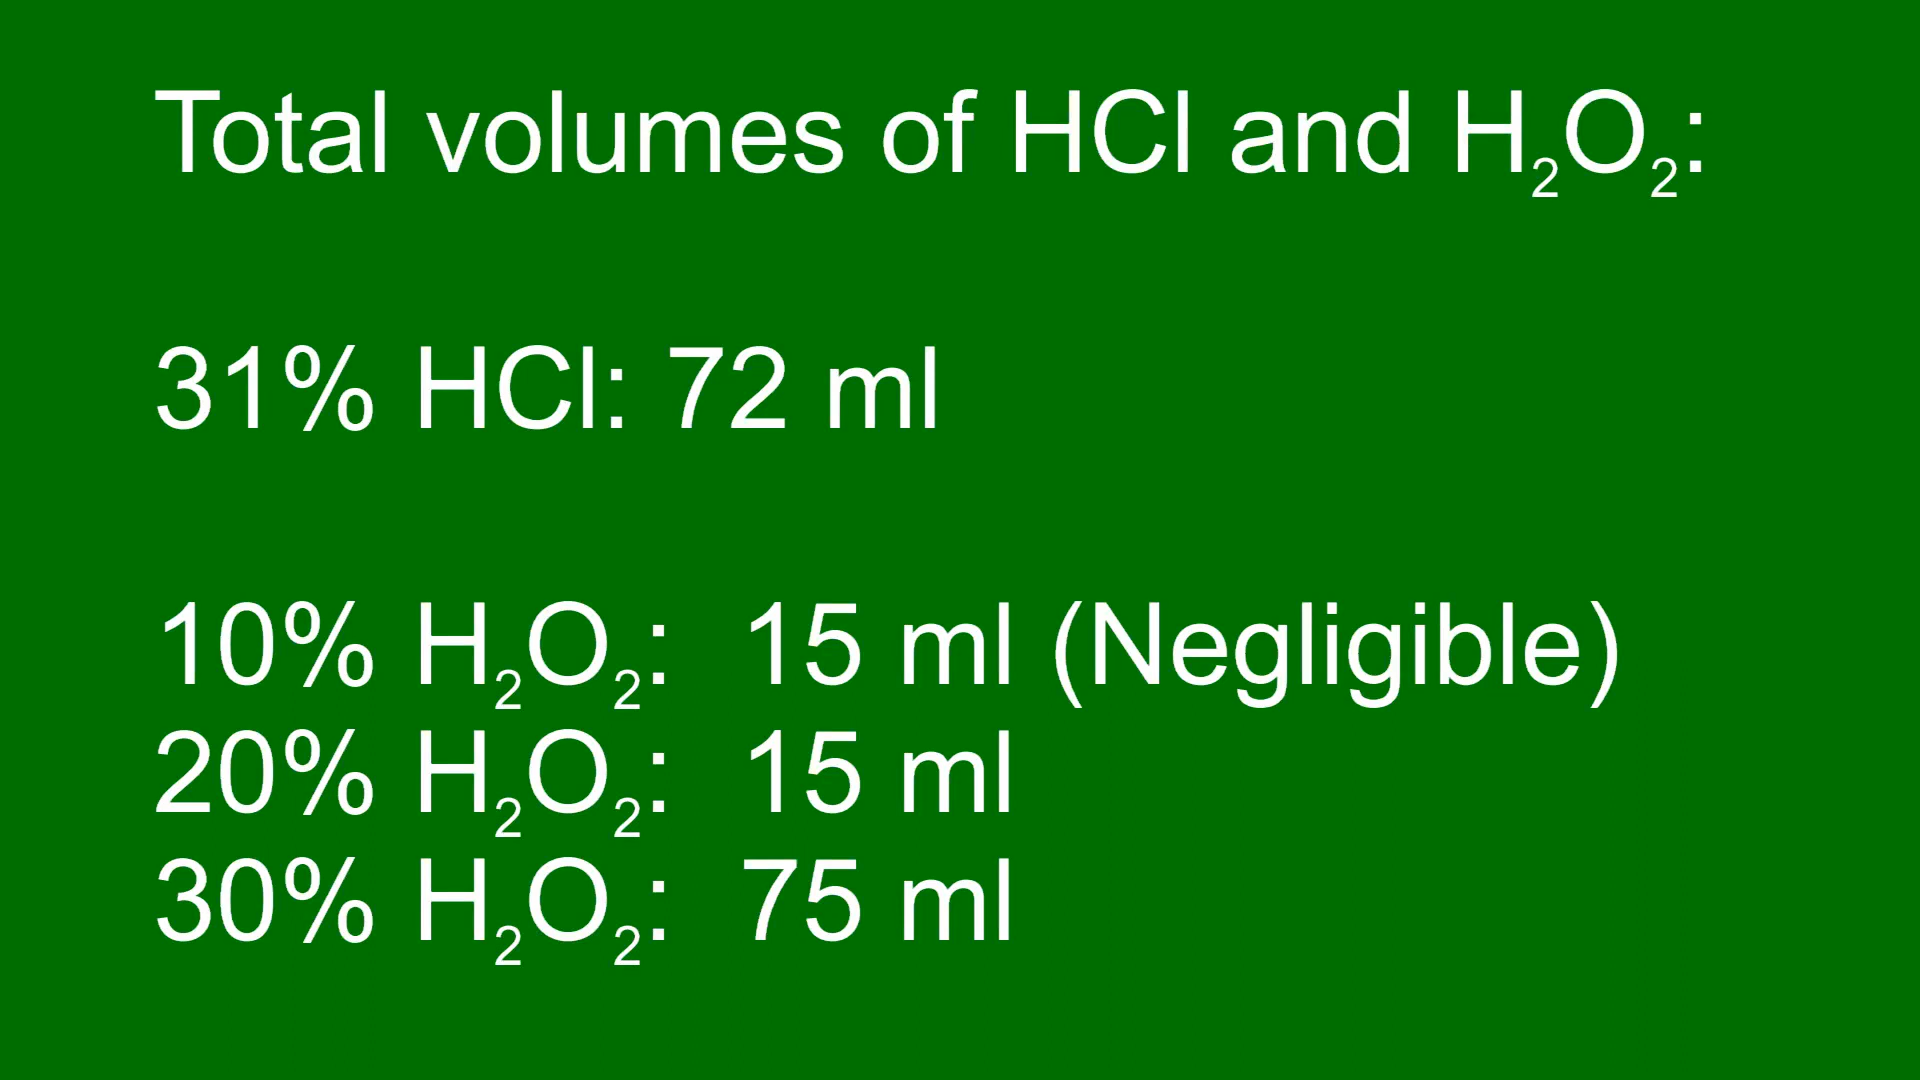 Total volumes of HCl and H₂O₂:
31% HCl: 72 ml
10% H₂O₂: 15 ml (Negligible)
20% H₂O₂: 15 ml
30% H₂O₂: 75 ml